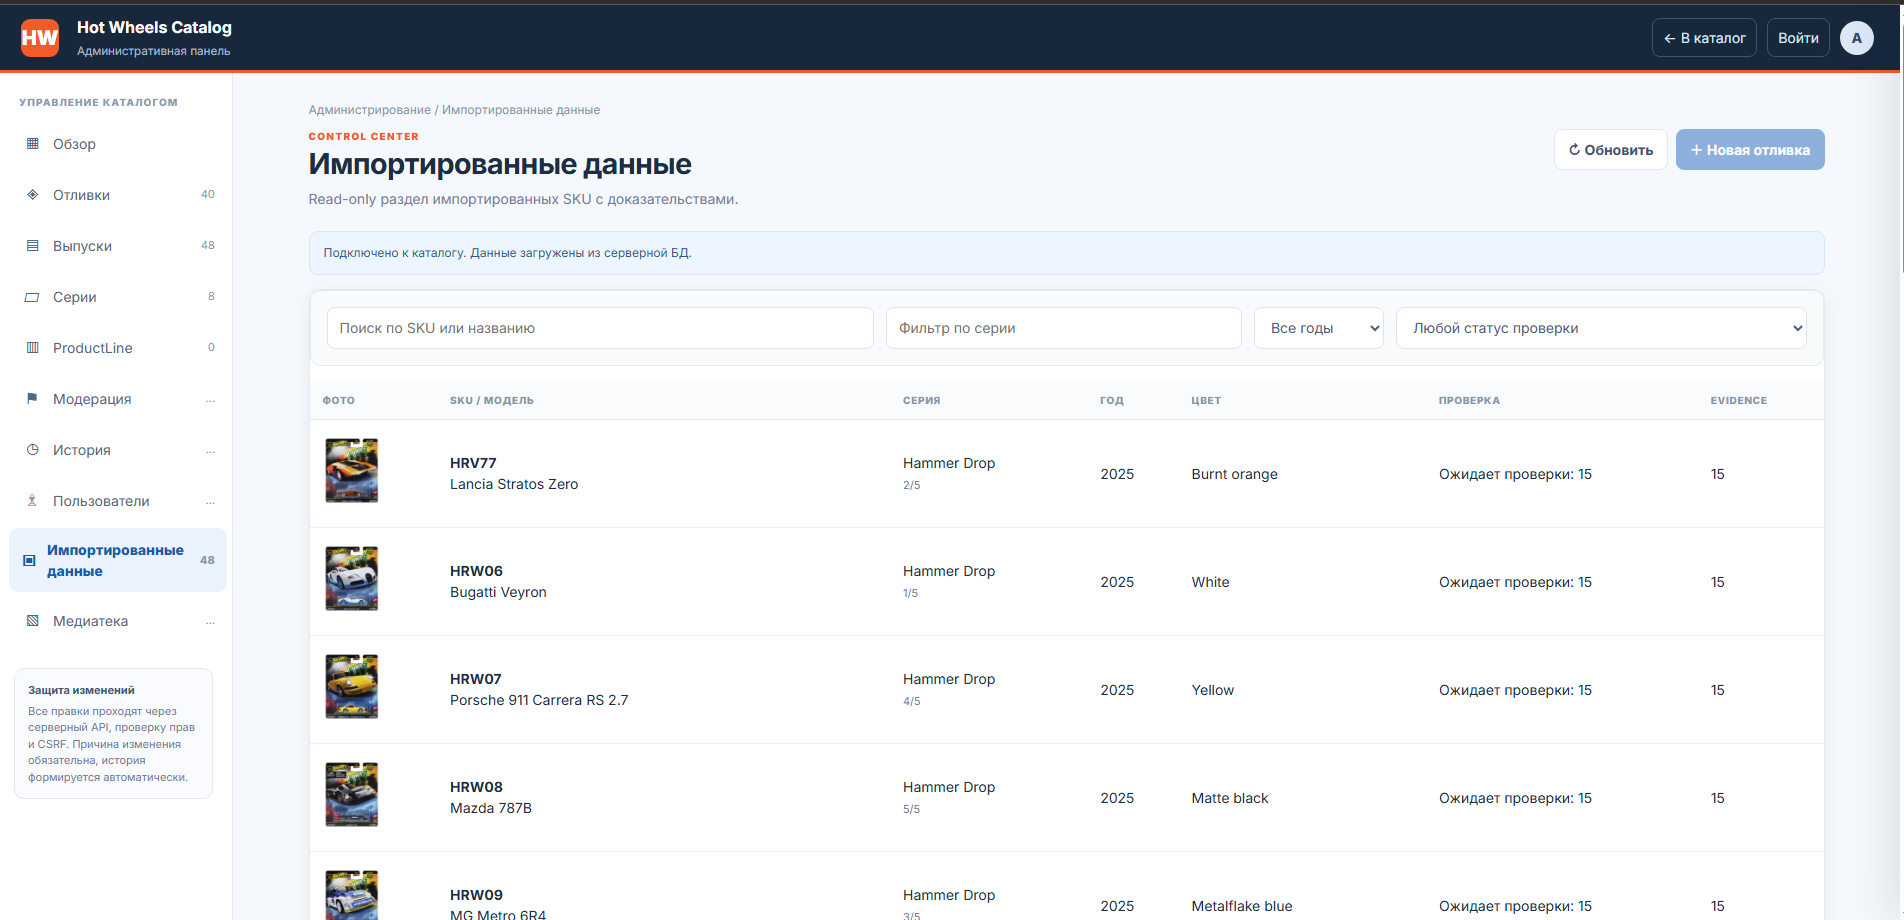 HW
Hot Wheels Catalog
Административная панель
← В каталог
Войти
A
УПРАВЛЕНИЕ КАТАЛОГОМ
Обзор
Отливки 40
Выпуски 48
Серии 8
ProductLine 0
Модерация ...
История ...
Пользователи ...
Импортированные
данные 48
Медиатека ...
Защита изменений
Все правки проходят через
серверный API, проверку прав
и CSRF. Причина изменения
обязательна, история
формируется автоматически.
Администрирование / Импортированные данные
CONTROL CENTER
Импортированные данные
Read-only раздел импортированных SKU с доказательствами.
↻ Обновить
+ Новая отливка
Подключено к каталогу. Данные загружены из серверной БД.
Поиск по SKU или названию
Фильтр по серии
Все годы
Любой статус проверки
ФОТО SKU / МОДЕЛЬ СЕРИЯ ГОД ЦВЕТ ПРОВЕРКА EVIDENCE
HRV77
Lancia Stratos Zero
Hammer Drop
2/5
2025
Burnt orange
Ожидает проверки: 15
15
HRW06
Bugatti Veyron
Hammer Drop
1/5
2025
White
Ожидает проверки: 15
15
HRW07
Porsche 911 Carrera RS 2.7
Hammer Drop
4/5
2025
Yellow
Ожидает проверки: 15
15
HRW08
Mazda 787B
Hammer Drop
5/5
2025
Matte black
Ожидает проверки: 15
15
HRW09
MG Metro 6R4
Hammer Drop
3/5
2025
Metalflake blue
Ожидает проверки: 15
15